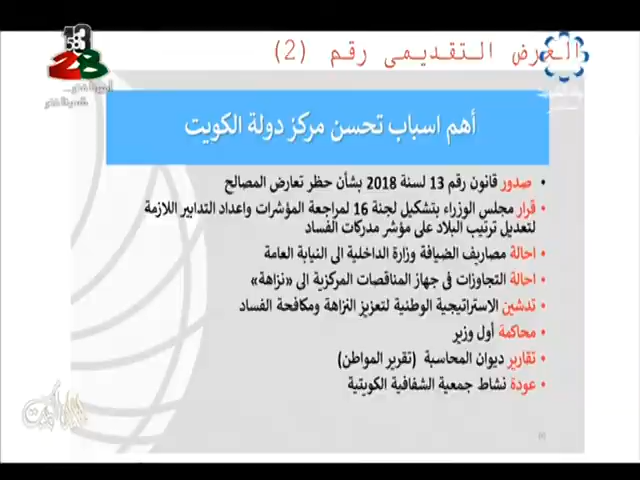 العرض التقديمى رقم (2)
أهم اسباب تحسن مركز دولة الكويت
• صدور قانون رقم 13 لسنة 2018 بشأن حظر تعارض المصالح
• قرار مجلس الوزراء بتشكيل لجنة 16 لمراجعة المؤشرات واعداد التدابير اللازمة
لتعديل ترتيب البلاد على مؤشر مدركات الفساد
• احالة مصاريف الضيافة وزارة الداخلية الى النيابة العامة
• احالة التجاوزات في جهاز المناقصات المركزية الى «نزاهة»
• تدشين الاستراتيجية الوطنية لتعزيز النزاهة ومكافحة الفساد
• محاكمة أول وزير
• تقارير ديوان المحاسبة (تقرير المواطن)
• عودة نشاط جمعية الشفافية الكويتية